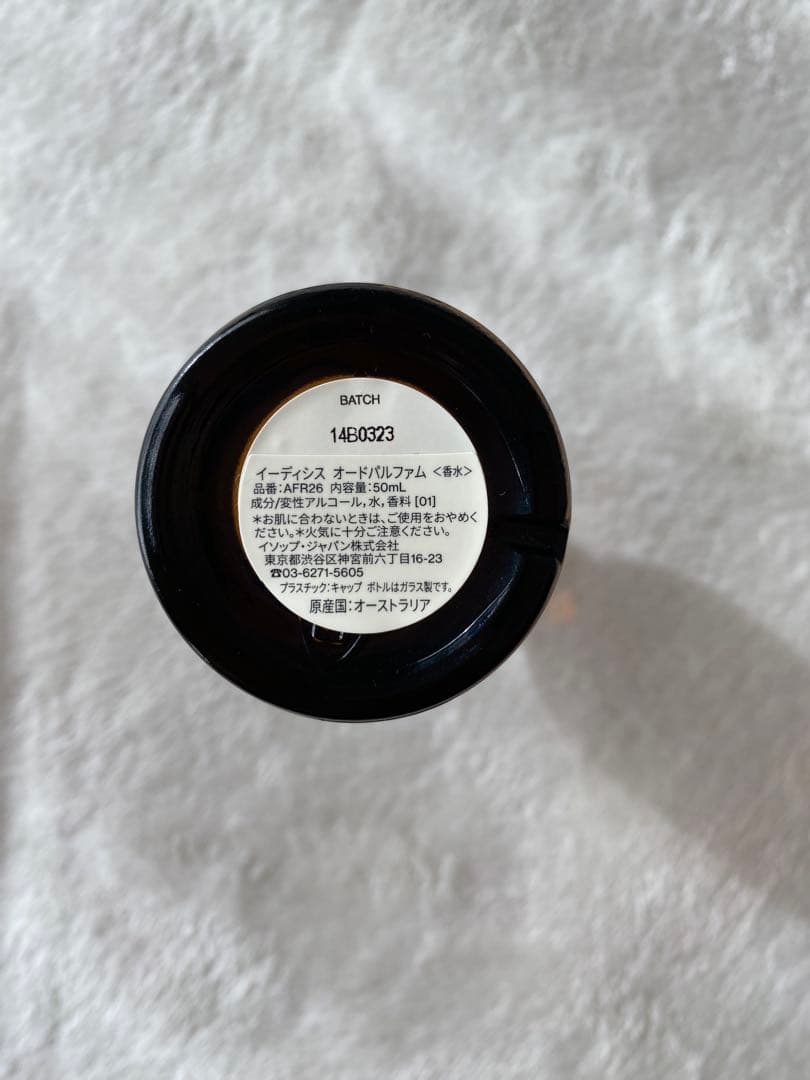 BATCH
14B0323
イーディシス オードパルファム <香水>
品番:AFR26 内容量:50mL
成分/変性アルコール,水,香料 [01]
*お肌に合わないときは、ご使用をおやめく
ださい。*火気に十分ご注意ください。
イソップ・ジャパン株式会社
東京都渋谷区神宮前六丁目16-23
☎03-6271-5605
プラスチック:キャップ ボトルはガラス製です。
原産国:オーストラリア